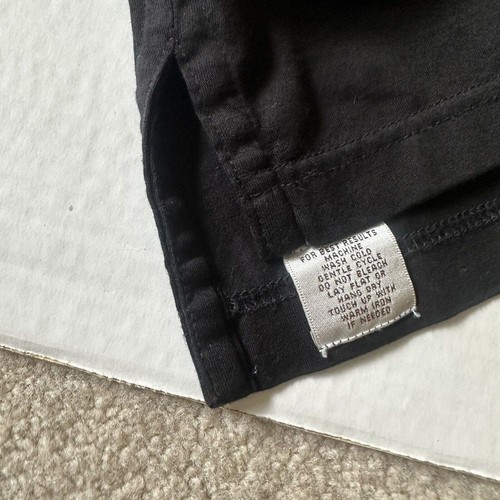 FOR BEST RESULTS
MACHINE
WASH COLD
GENTLE CYCLE
DO NOT BLEACH
LAY FLAT OR
HANG DRY
TOUCH UP WITH
WARM IRON
IF NEEDED